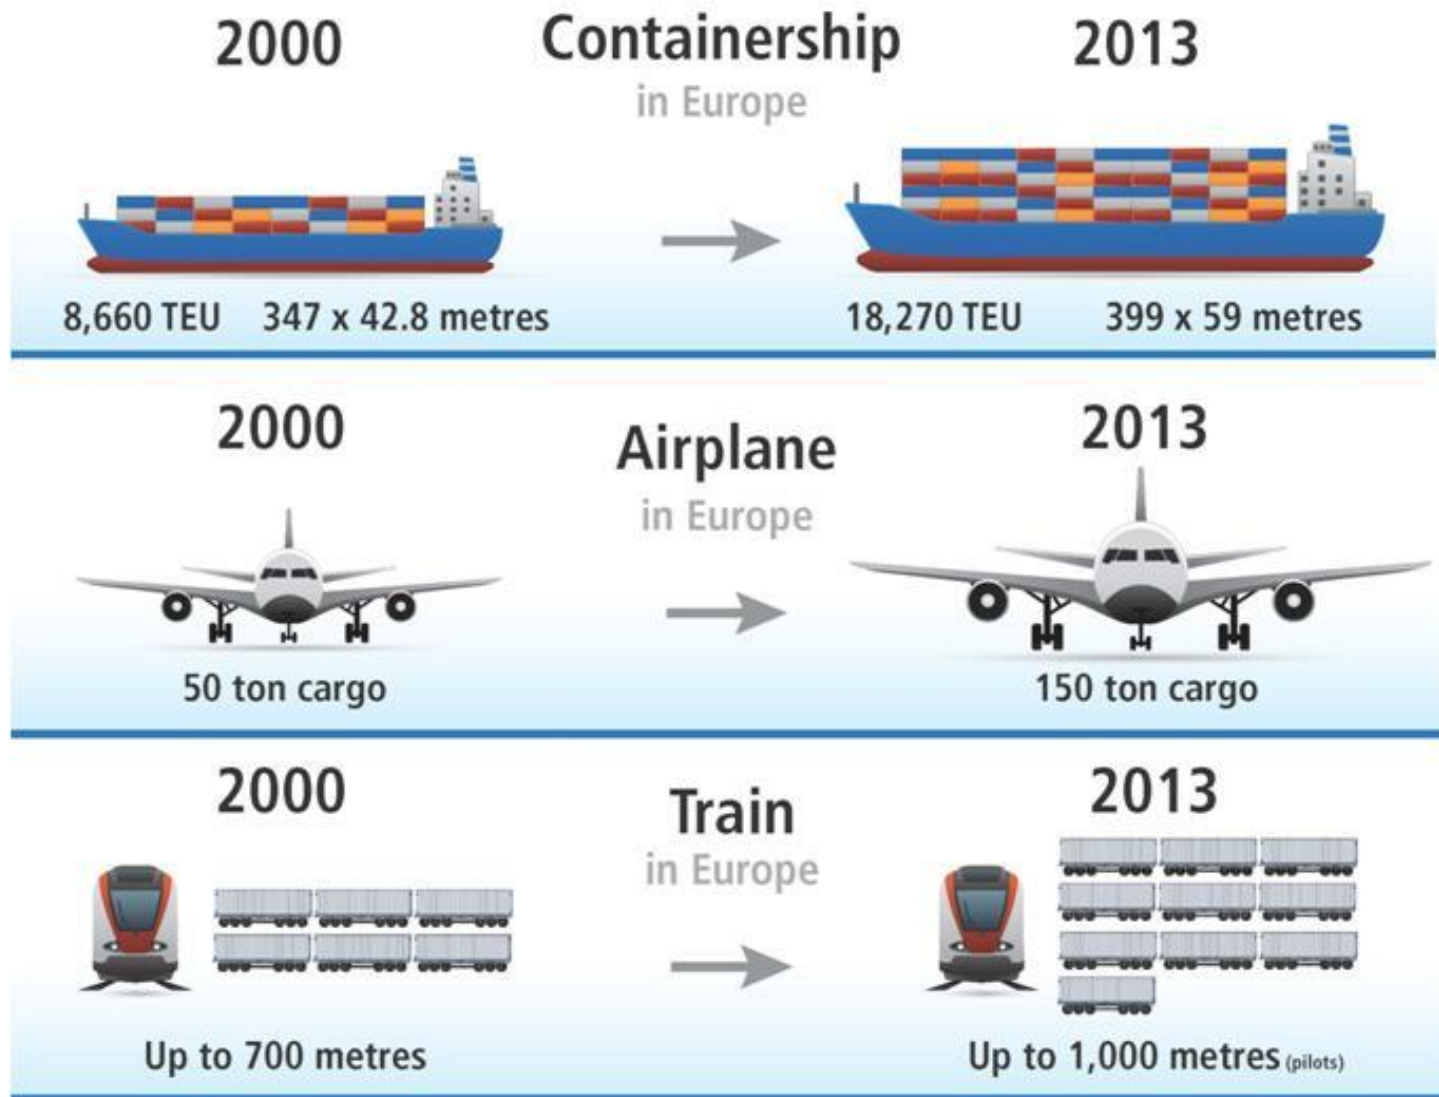 2000
Containership
2013
in Europe
8,660 TEU
347 x 42.8 metres
18,270 TEU
399 x 59 metres
2000
Airplane
2013
in Europe
50 ton cargo
150 ton cargo
2000
Train
2013
in Europe
Up to 700 metres
Up to 1,000 metres (pilots)